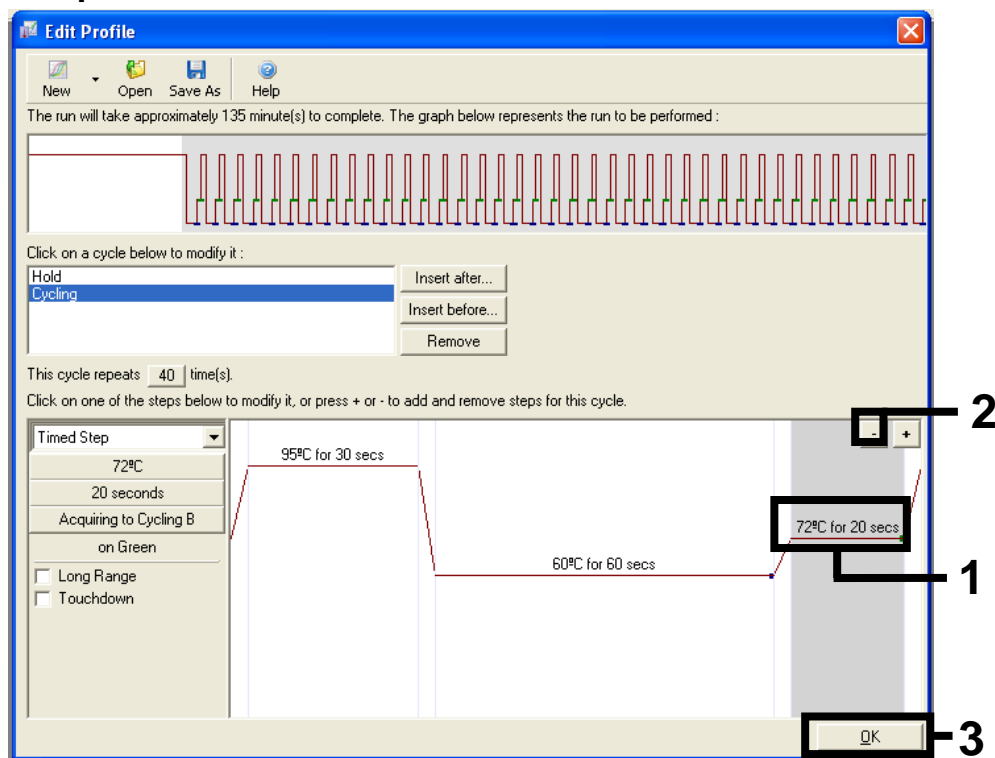 Edit Profile
New Open Save As Help
The run will take approximately 135 minute(s) to complete. The graph below represents the run to be performed :
Click on a cycle below to modify it :
Hold
Cycling
Insert after...
Insert before...
Remove
This cycle repeats 40 time(s).
Click on one of the steps below to modify it, or press + or - to add and remove steps for this cycle.
2
Timed Step
- +
72ºC
20 seconds
Acquiring to Cycling B
on Green
Long Range
Touchdown
95ºC for 30 secs
60ºC for 60 secs
72ºC for 20 secs
1
OK
3